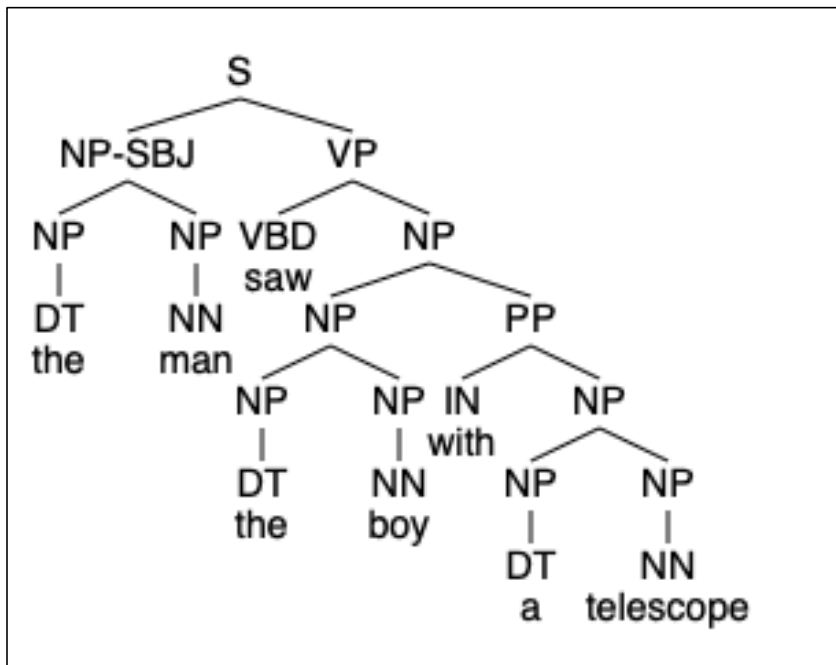 S
NP-SBJ VP
NP NP VBD NP
saw
DT NN NP PP
the man
NP NP IN NP
with
DT NN NP NP
the boy
DT NN
a telescope